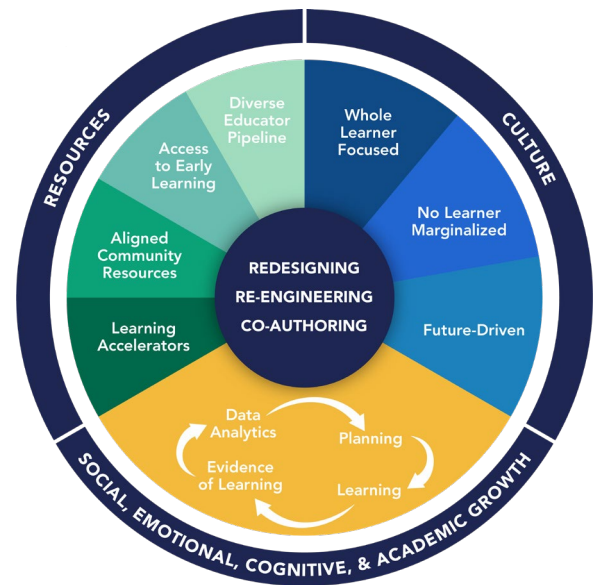 RESOURCES
CULTURE
Diverse
Educator
Pipeline
Whole
Learner
Focused
Access
to Early
Learning
No Learner
Marginalized
Aligned
Community
Resources
REDESIGNING
RE-ENGINEERING
CO-AUTHORING
Learning
Accelerators
Future-Driven
Data
Analytics
Planning
Evidence
of Learning
Learning
SOCIAL, EMOTIONAL, COGNITIVE, & ACADEMIC GROWTH